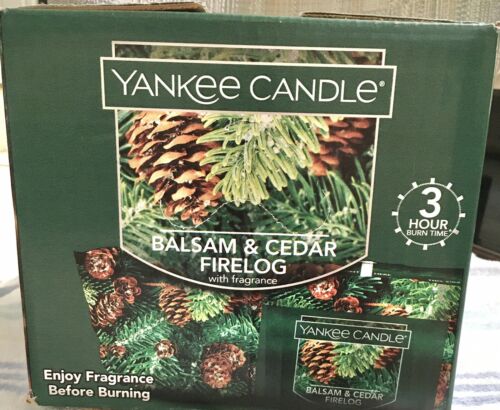 YANKEE CANDLE®
BALSAM & CEDAR
FIRELOG
with fragrance
3
HOUR
BURN TIME*
Enjoy Fragrance
Before Burning
YANKEE CANDLE®
BALSAM & CEDAR
FIRELOG